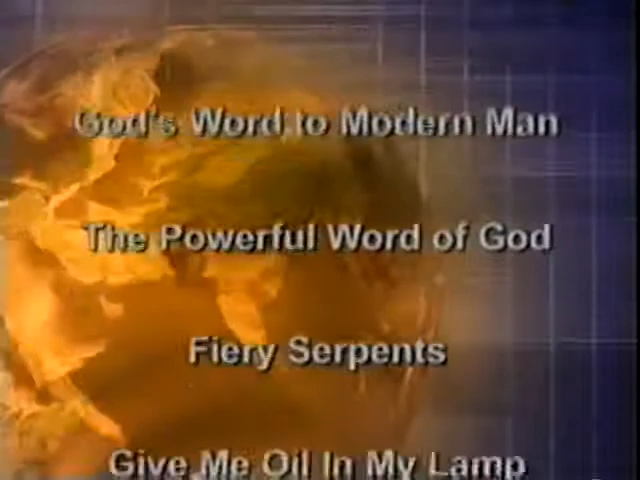 God's Word to Modern Man
The Powerful Word of God
Fiery Serpents
Give Me Oil In My Lamp